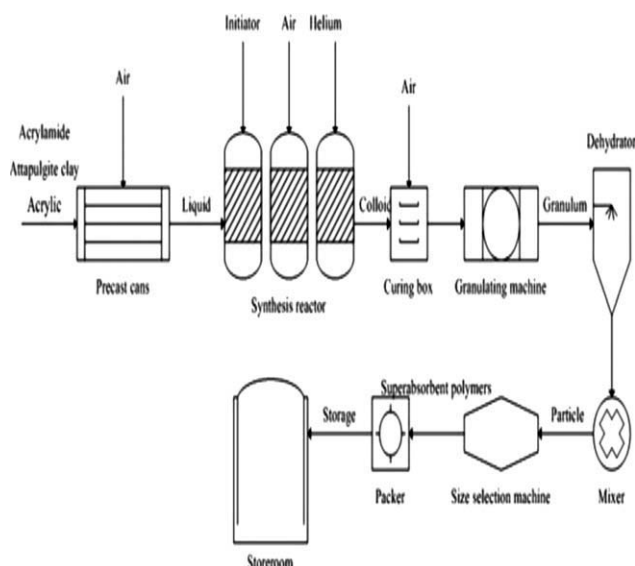 Initiator Air Helium
Air Air
Acrylamide
Attapulgite clay
Acrylic Liquid Colloic Granulum Dehydrator
Precast cans Synthesis reactor Curing box Granulating machine
Superabsorbent polymers
Storage Particle
Packer Size selection machine Mixer
Storeroom